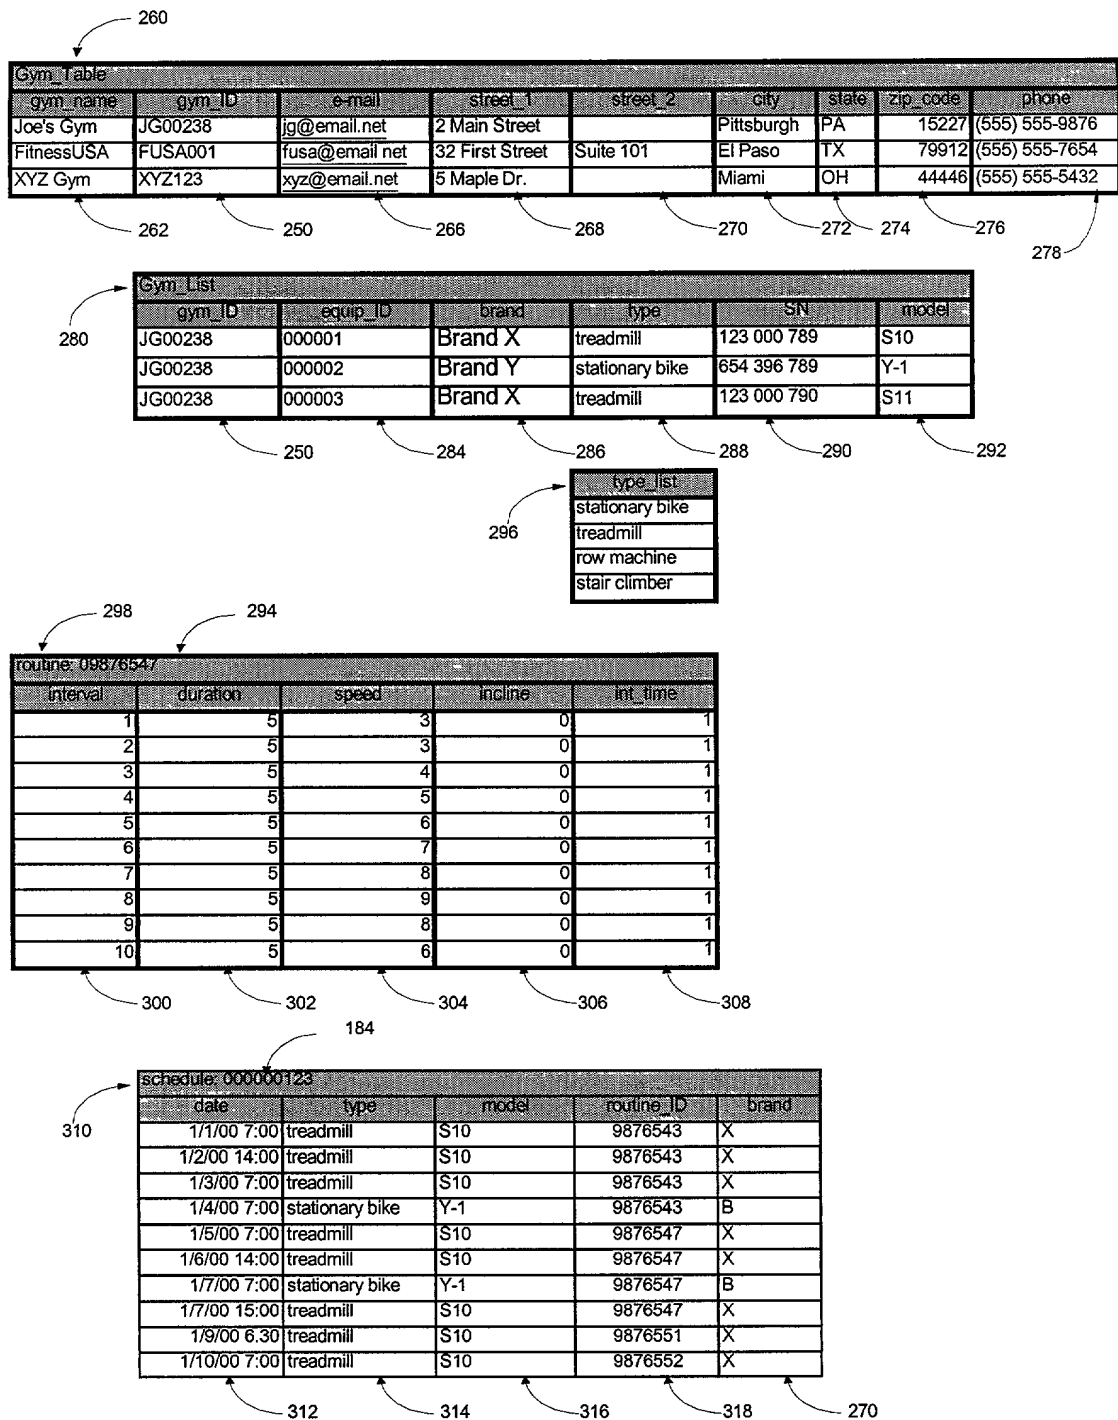 260
Gym_Table
gym_name gym_ID e-mail street_1 street_2 city state zip_code phone
Joe's Gym JG00238 jg@email.net 2 Main Street Pittsburgh PA 15227 (555) 555-9876
FitnessUSA FUSA001 fusa@email net 32 First Street Suite 101 El Paso TX 79912 (555) 555-7654
XYZ Gym XYZ123 xyz@email.net 5 Maple Dr. Miami OH 44446 (555) 555-5432
262 250 266 268 270 272 274 276 278
280
Gym_List
gym_ID equip_ID brand type SN model
JG00238 000001 Brand X treadmill 123 000 789 S10
JG00238 000002 Brand Y stationary bike 654 396 789 Y-1
JG00238 000003 Brand X treadmill 123 000 790 S11
250 284 286 288 290 292
296
type_list
stationary bike
treadmill
row machine
stair climber
298 294
routine: 09876547
interval duration speed incline int_time
1 5 3 0 1
2 5 3 0 1
3 5 4 0 1
4 5 5 0 1
5 5 6 0 1
6 5 7 0 1
7 5 8 0 1
8 5 9 0 1
9 5 8 0 1
10 5 6 0 1
300 302 304 306 308
184
310
schedule: 000000123
date type model routine_ID brand
1/1/00 7:00 treadmill S10 9876543 X
1/2/00 14:00 treadmill S10 9876543 X
1/3/00 7:00 treadmill S10 9876543 X
1/4/00 7:00 stationary bike Y-1 9876543 B
1/5/00 7:00 treadmill S10 9876547 X
1/6/00 14:00 treadmill S10 9876547 X
1/7/00 7:00 stationary bike Y-1 9876547 B
1/7/00 15:00 treadmill S10 9876547 X
1/9/00 6.30 treadmill S10 9876551 X
1/10/00 7:00 treadmill S10 9876552 X
312 314 316 318 270